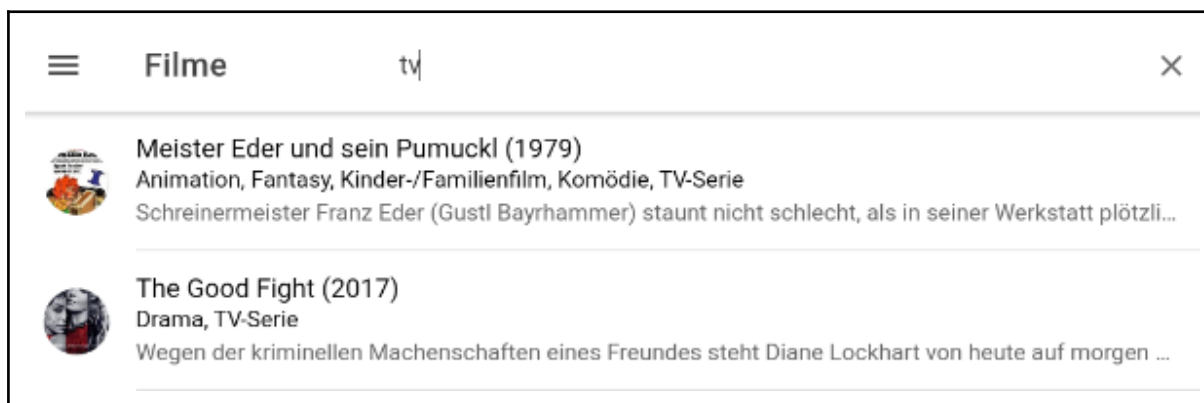 Filme tv
Meister Eder und sein Pumuckl (1979)
Animation, Fantasy, Kinder-/Familienfilm, Komödie, TV-Serie
Schreinermeister Franz Eder (Gustl Bayrhammer) staunt nicht schlecht, als in seiner Werkstatt plötzli...
The Good Fight (2017)
Drama, TV-Serie
Wegen der kriminellen Machenschaften eines Freundes steht Diane Lockhart von heute auf morgen ...